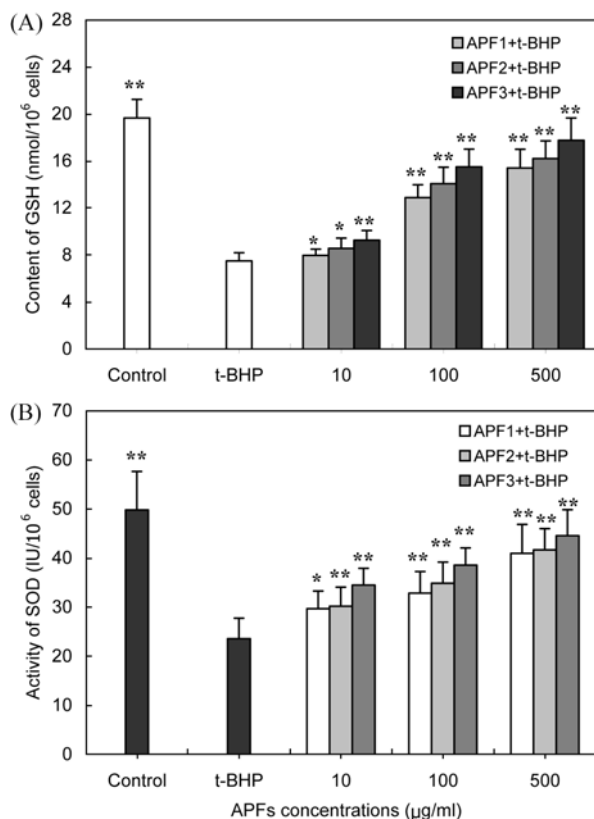 (A)
28
24
20
16
12
8
4
0
Content of GSH (nmol/10⁶ cells)
APF1+t-BHP
APF2+t-BHP
APF3+t-BHP
**
* * **
** ** **
** ** **
Control t-BHP 10 100 500
(B)
70
60
50
40
30
20
10
0
Activity of SOD (IU/10⁶ cells)
APF1+t-BHP
APF2+t-BHP
APF3+t-BHP
**
* ** **
** ** **
** ** **
Control t-BHP 10 100 500
APFs concentrations (μg/ml)